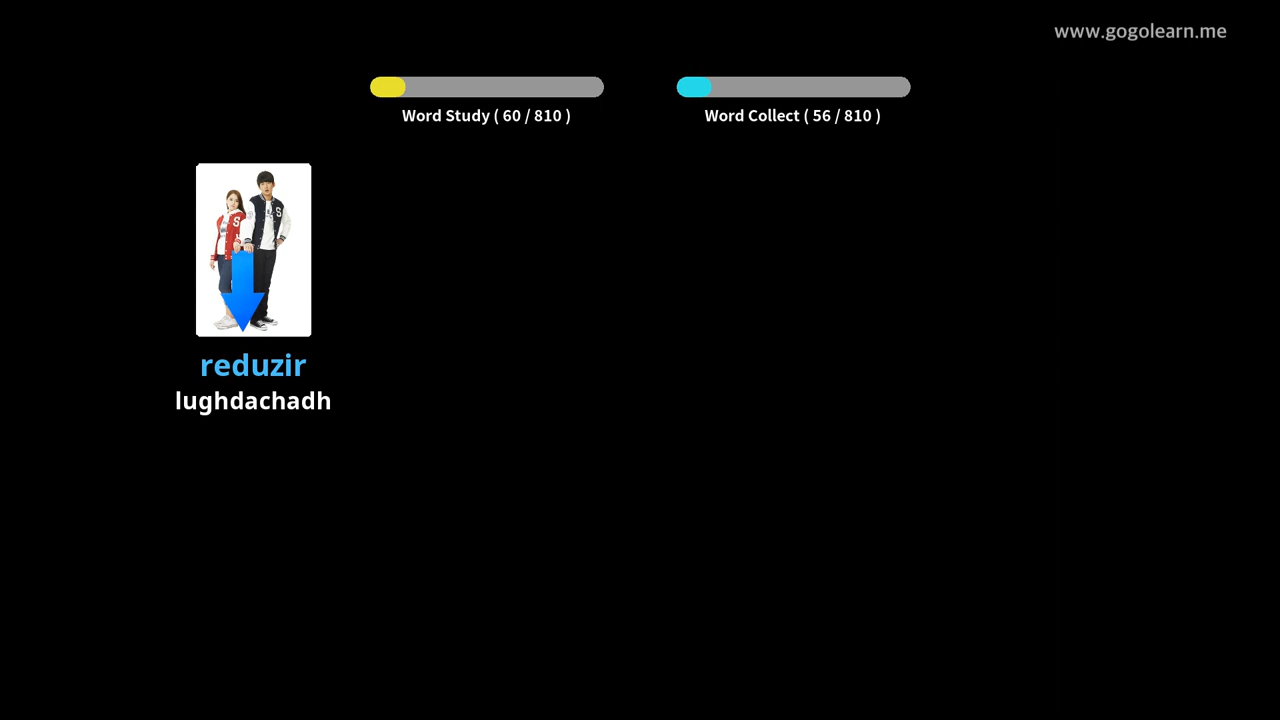 www.gogolearn.me
Word Study ( 60 / 810 )
Word Collect ( 56 / 810 )
S
S
reduzir
lughdachadh